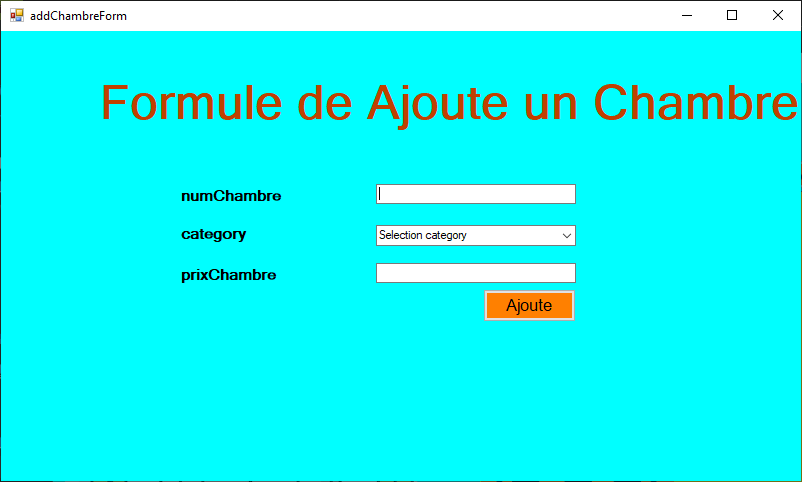 addChambreForm
Formule de Ajoute un Chambre
numChambre
category
Selection category
prixChambre
Ajoute